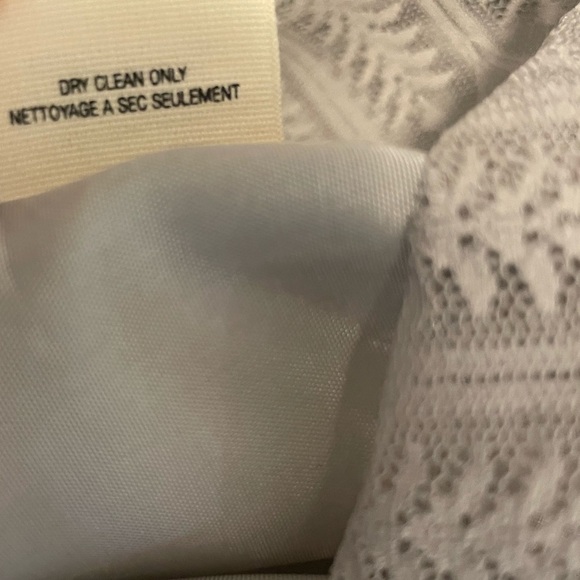 DRY CLEAN ONLY
NETTOYAGE A SEC SEULEMENT